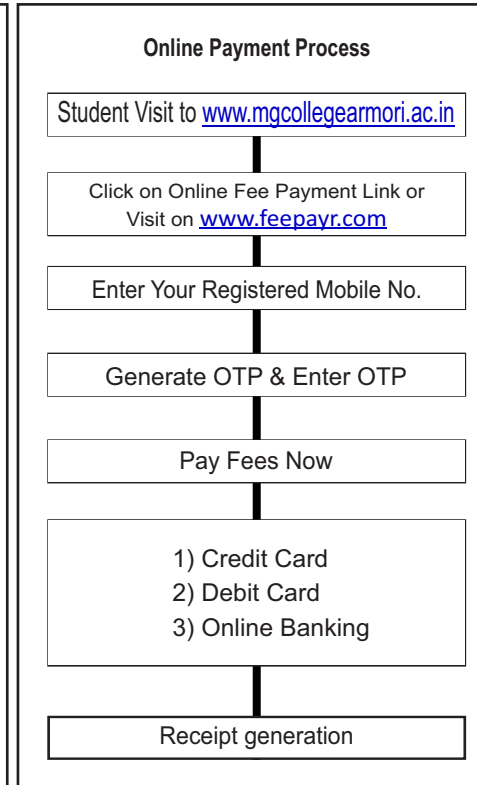 Online Payment Process
Student Visit to www.mgcollegearmori.ac.in
Click on Online Fee Payment Link or
Visit on www.feepayr.com
Enter Your Registered Mobile No.
Generate OTP & Enter OTP
Pay Fees Now
1) Credit Card
2) Debit Card
3) Online Banking
Receipt generation